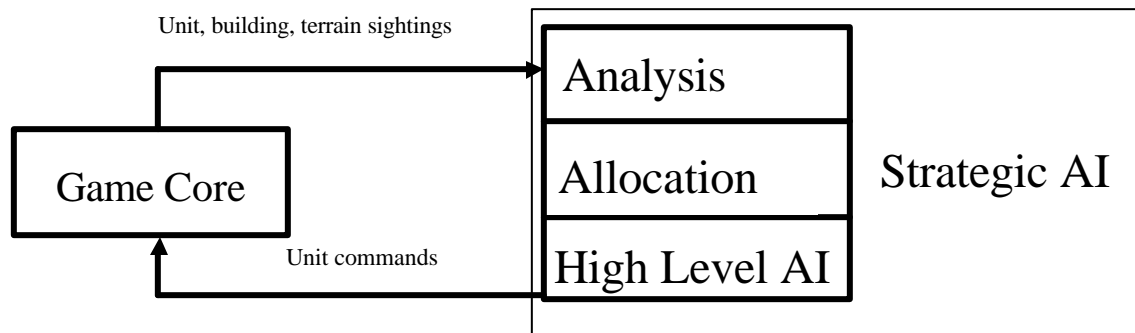 Unit, building, terrain sightings
Analysis
Game Core
Allocation
Strategic AI
Unit commands
High Level AI